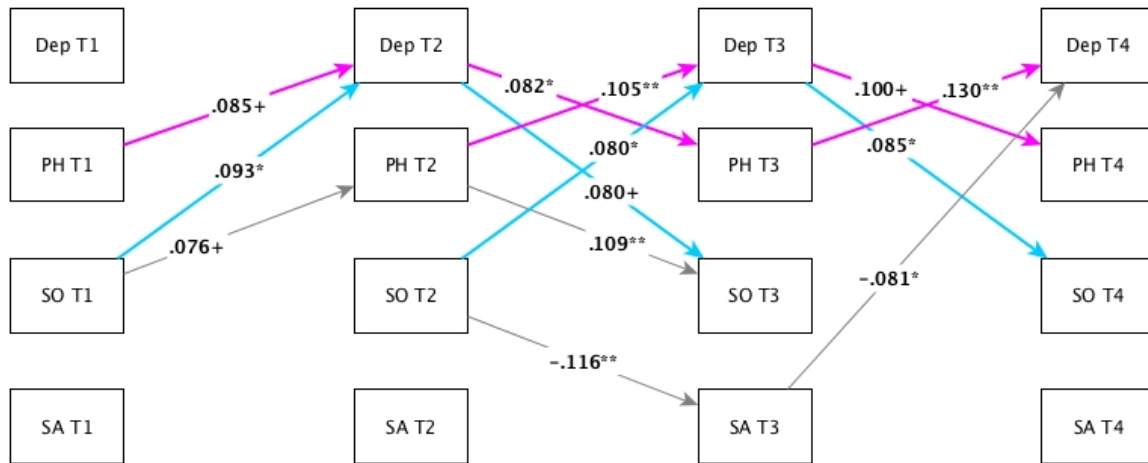 Dep T1
Dep T2
Dep T3
Dep T4
.085+
.082*
.105**
.100+
.130**
PH T1
PH T2
PH T3
PH T4
.093*
.080*
.085*
.076+
.080+
.109**
-.081*
SO T1
SO T2
SO T3
SO T4
-.116**
SA T1
SA T2
SA T3
SA T4